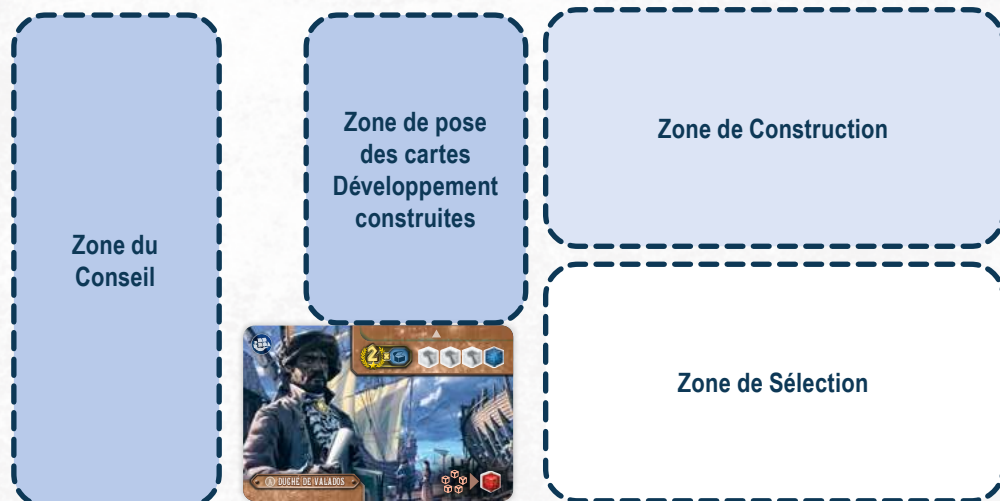 Zone du
Conseil
Zone de pose
des cartes
Développement
construites
Zone de Construction
Zone de Sélection
2
DUCHÉ DE VALADOS